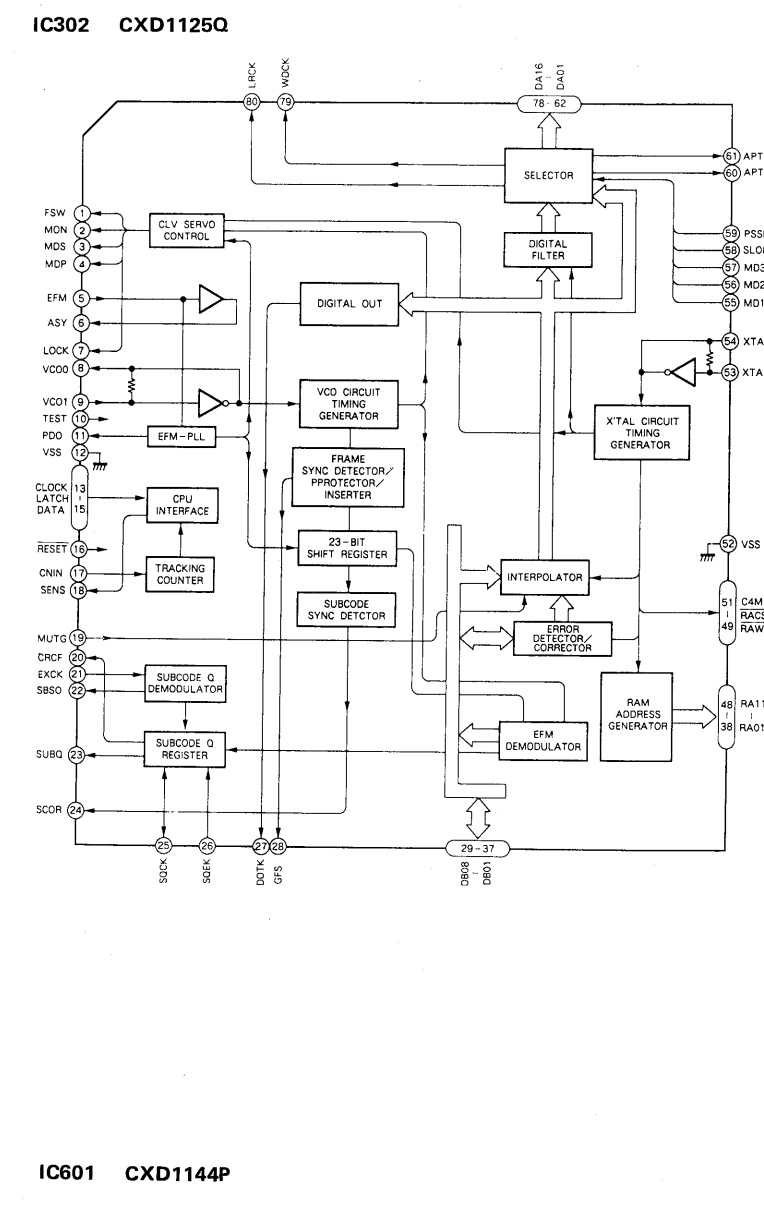 IC302 CXD1125Q
LRCK
WDCK
DA16
DA01
80
79
78 - 62
SELECTOR
61 APT
60 APT
FSW 1
MON 2
MDS 3
MDP 4
CLV SERVO
CONTROL
DIGITAL
FILTER
59
58
57 MD3
56 MD2
55 MD1
EFM 5
ASY 6
DIGITAL OUT
LOCK 7
VCO0 8
VCO1 9
TEST 10
PDO 11
VSS 12
EFM-PLL
VCO CIRCUIT
TIMING
GENERATOR
54 XTA
53 XTA
X'TAL CIRCUIT
TIMING
GENERATOR
FRAME
SYNC DETECTOR/
PPROTECTOR/
INSERTER
CLOCK
LATCH
DATA
13
15
CPU
INTERFACE
RESET 16
CNIN 17
SENS 18
TRACKING
COUNTER
23-BIT
SHIFT REGISTER
SUBCODE
SYNC DETCTOR
INTERPOLATOR
52 VSS
51
49
C4M
RACS
RAW
ERROR
DETECTOR/
CORRECTOR
MUTG 19
CRCF 20
EXCK 21
SBSO 22
SUBCODE Q
DEMODULATOR
SUBQ 23
SUBCODE Q
REGISTER
EFM
DEMODULATOR
RAM
ADDRESS
GENERATOR
48
38
RA11
RA01
SCOR 24
25
26
27
28
29-37
SQCK
SQEK
DOTK
GFS
DB08
DB01
IC601 CXD1144P